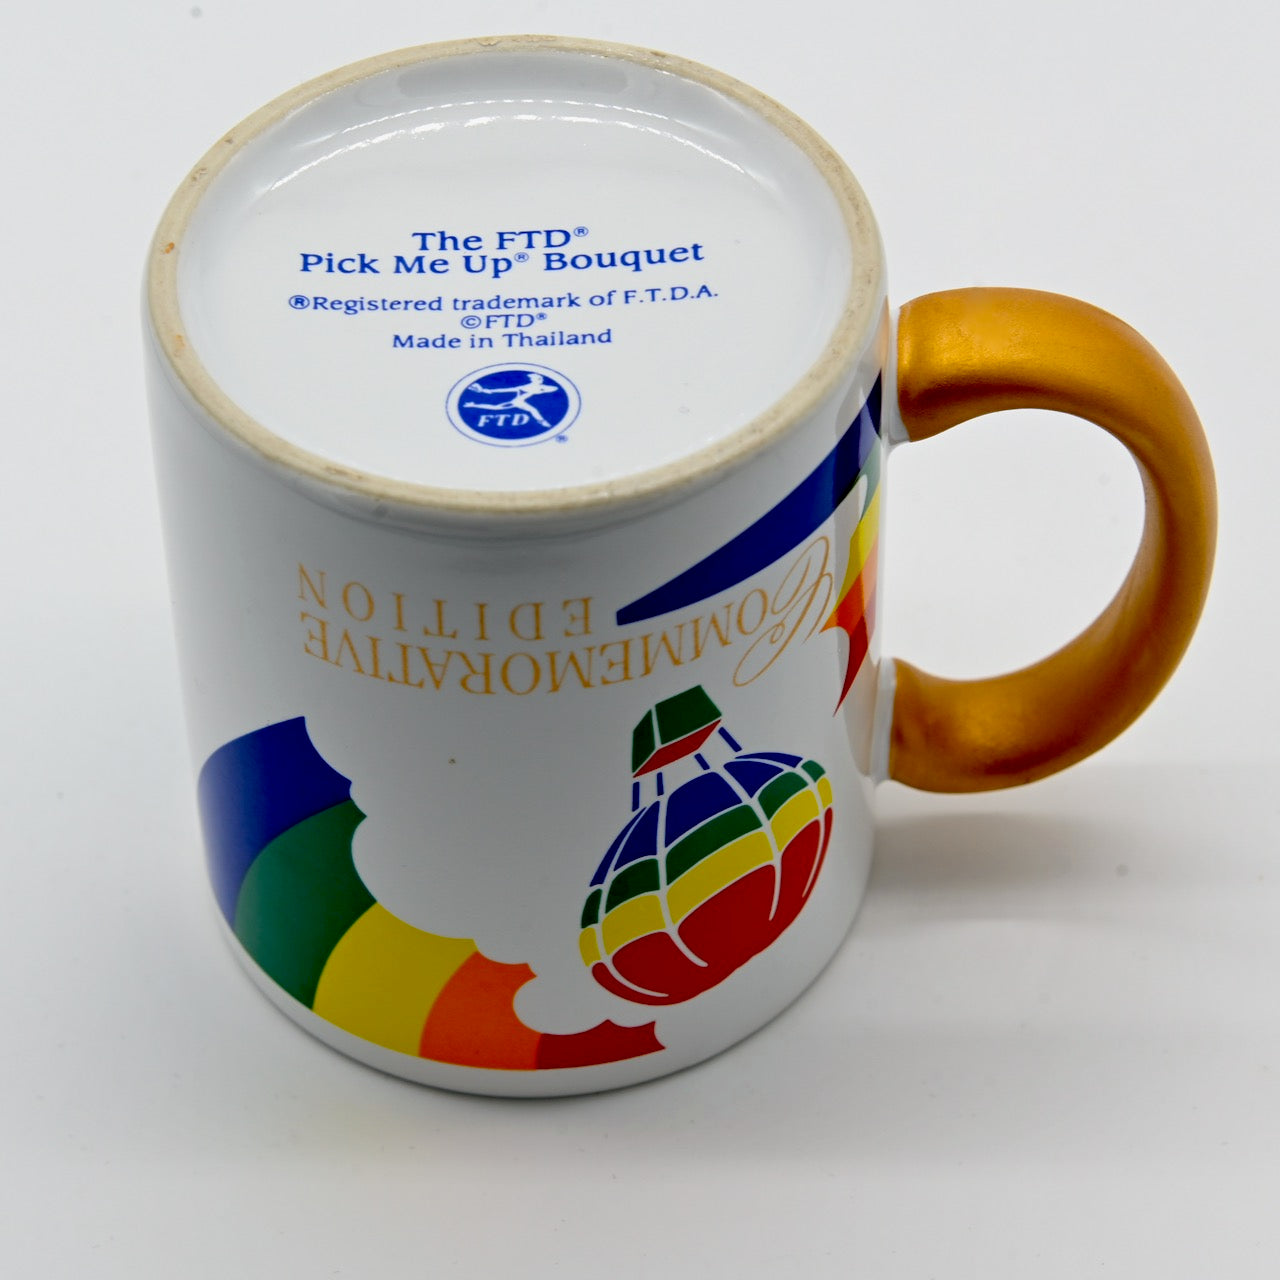 The FTD®
Pick Me Up® Bouquet
®Registered trademark of F.T.D.A.
©FTD®
Made in Thailand
FTD
®
COMMEMORATIVE
EDITION